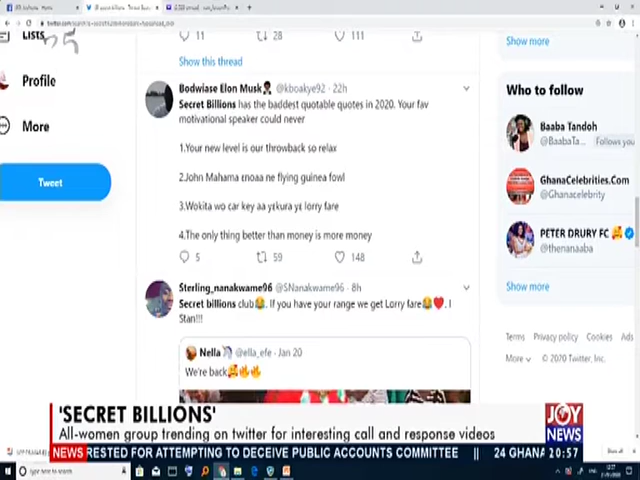 Lists
11
28
111
Show this thread
Show more
Bodwiase Elon Musk @kboakye92 · 22h
Secret Billions has the baddest quotable quotes in 2020. Your fav
motivational speaker could never
1.Your new level is our throwback so relax
2.John Mahama ɛnoaa ne flying guinea fowl
3.Wokita wo car key aa yɛkura yɛ lorry fare
4.The only thing better than money is more money
5
59
148
Sterling_nanakwame96 @SNanakwame96 · 8h
Secret billions club😂. If you have your range we get Lorry fare😂❤️. I
Stan!!!
Nella @ella_efe · Jan 20
We're back🥰🔥🔥
Profile
More
Tweet
Who to follow
Baaba Tandoh
@BaabaTa... Follows you
GhanaCelebrities.Com
@Ghanacelebrity
PETER DRURY FC 🥰
@thenanaaba
Show more
Terms Privacy policy Cookies Ads
More © 2020 Twitter, Inc.
'SECRET BILLIONS'
All-women group trending on twitter for interesting call and response videos
JOY
NEWS
NEWS RESTED FOR ATTEMPTING TO DECEIVE PUBLIC ACCOUNTS COMMITTEE || 24 GHANA 20:57
Type here to search